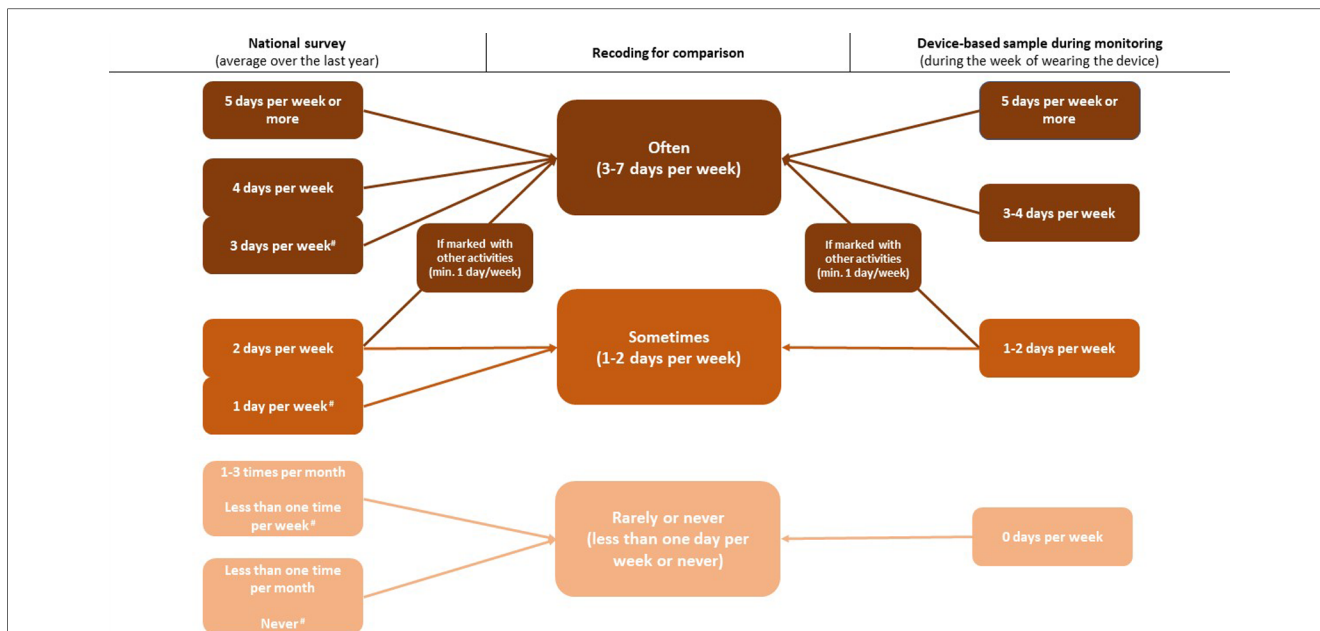 National survey
(average over the last year)
Recoding for comparison
Device-based sample during monitoring
(during the week of wearing the device)
5 days per week or
more
4 days per week
3 days per week#
2 days per week
1 day per week#
1-3 times per month
Less than one time
per week#
Less than one time
per month
Never#
If marked with
other activities
(min. 1 day/week)
Often
(3-7 days per week)
Sometimes
(1-2 days per week)
Rarely or never
(less than one day per
week or never)
If marked with
other activities
(min. 1 day/week)
5 days per week or
more
3-4 days per week
1-2 days per week
0 days per week